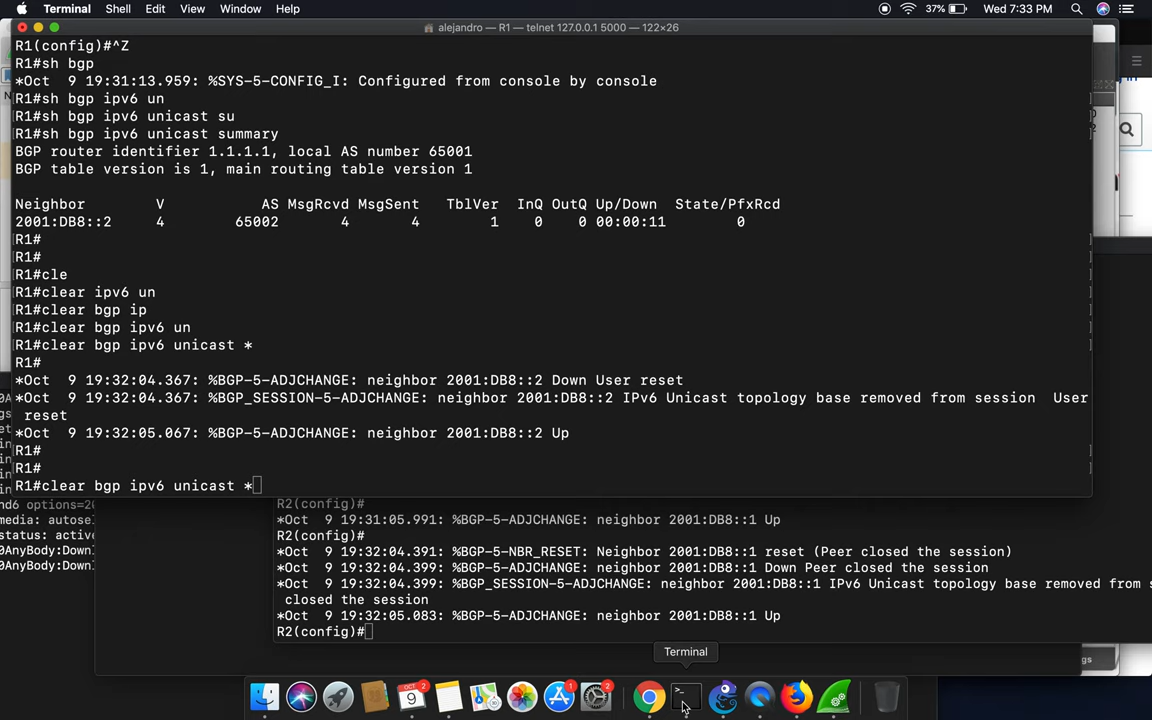 Terminal Shell Edit View Window Help 37% Wed 7:33 PM
alejandro — R1 — telnet 127.0.0.1 5000 — 122×26
R1(config)#^Z
R1#sh bgp
*Oct  9 19:31:13.959: %SYS-5-CONFIG_I: Configured from console by console
R1#sh bgp ipv6 un
R1#sh bgp ipv6 unicast su
R1#sh bgp ipv6 unicast summary
BGP router identifier 1.1.1.1, local AS number 65001
BGP table version is 1, main routing table version 1
Neighbor V AS MsgRcvd MsgSent TblVer InQ OutQ Up/Down State/PfxRcd
2001:DB8::2 4 65002 4 4 1 0 0 00:00:11 0
R1#
R1#
R1#cle
R1#clear ipv6 un
R1#clear bgp ip
R1#clear bgp ipv6 un
R1#clear bgp ipv6 unicast *
R1#
*Oct  9 19:32:04.367: %BGP-5-ADJCHANGE: neighbor 2001:DB8::2 Down User reset
*Oct  9 19:32:04.367: %BGP_SESSION-5-ADJCHANGE: neighbor 2001:DB8::2 IPv6 Unicast topology base removed from session  User
reset
*Oct  9 19:32:05.067: %BGP-5-ADJCHANGE: neighbor 2001:DB8::2 Up
R1#
R1#
R1#clear bgp ipv6 unicast *
nd6 options=20
media: autosel
status: active
0AnyBody:Downl
0AnyBody:Downl
R2(config)#
*Oct  9 19:31:05.991: %BGP-5-ADJCHANGE: neighbor 2001:DB8::1 Up
R2(config)#
*Oct  9 19:32:04.391: %BGP-5-NBR_RESET: Neighbor 2001:DB8::1 reset (Peer closed the session)
*Oct  9 19:32:04.399: %BGP-5-ADJCHANGE: neighbor 2001:DB8::1 Down Peer closed the session
*Oct  9 19:32:04.399: %BGP_SESSION-5-ADJCHANGE: neighbor 2001:DB8::1 IPv6 Unicast topology base removed from s
closed the session
*Oct  9 19:32:05.083: %BGP-5-ADJCHANGE: neighbor 2001:DB8::1 Up
R2(config)#
Terminal
gs
OCT
9
2
1
2